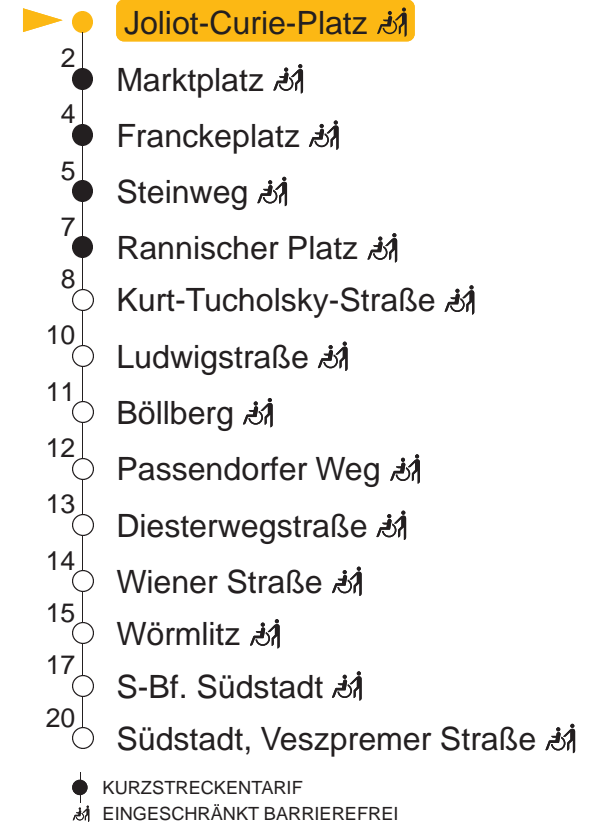 Joliot-Curie-Platz
2
Marktplatz
4
Franckeplatz
5
Steinweg
7
Rannischer Platz
8
Kurt-Tucholsky-Straße
10
Ludwigstraße
11
Böllberg
12
Passendorfer Weg
13
Diesterwegstraße
14
Wiener Straße
15
Wörmlitz
17
S-Bf. Südstadt
20
Südstadt, Veszpremer Straße
KURZSTRECKENTARIF
EINGESCHRÄNKT BARRIEREFREI